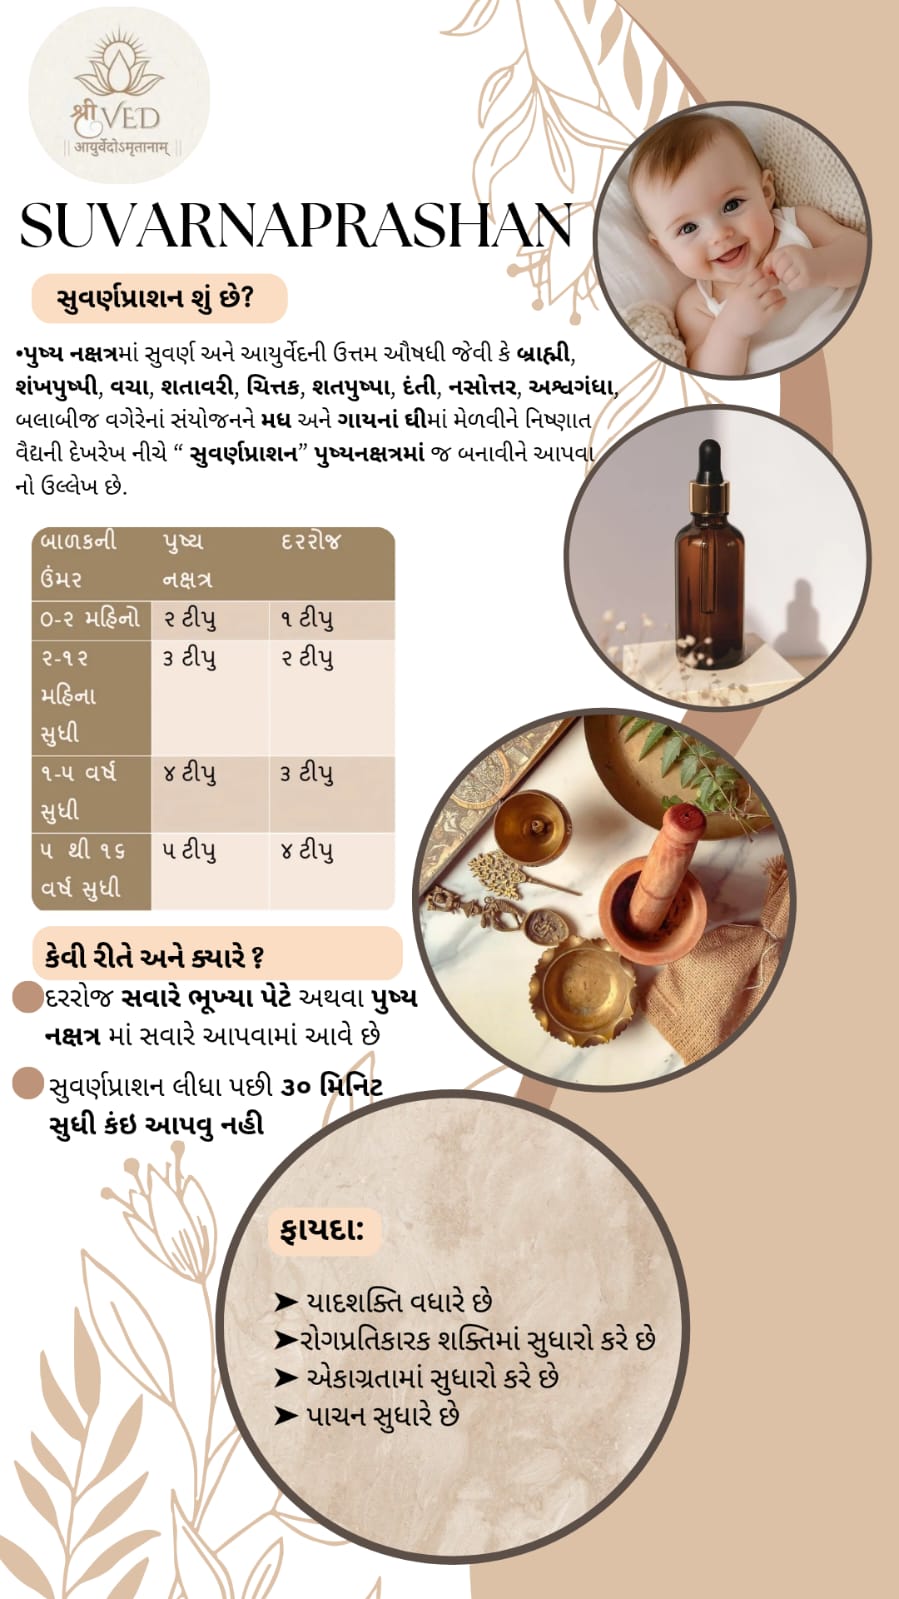 श्री VED
|| आयुर्वेदोऽमृतानाम् ||
SUVARNAPRASHAN
સુવર્ણપ્રાશન શું છે?
•પુષ્ય નક્ષત્રમાં સુવર્ણ અને આયુર્વેદની ઉત્તમ ઔષધી જેવી કે બ્રાહ્મી,
શંખપુષ્પી, વચા, શતાવરી, ચિત્તક, શતપુષ્પા, દંતી, નસોત્તર, અશ્વગંધા,
બલાબીજ વગેરેનાં સંયોજનને મધ અને ગાયનાં ઘીમાં મેળવીને નિષ્ણાત
વૈદ્યની દેખરેખ નીચે “ સુવર્ણપ્રાશન” પુષ્યનક્ષત્રમાં જ બનાવીને આપવા
નો ઉલ્લેખ છે.
બાળકની ઉંમર પુષ્ય નક્ષત્ર દરરોજ
૦-૨ મહિનો ૨ ટીપુ ૧ ટીપુ
૨-૧૨ મહિના સુધી ૩ ટીપુ ૨ ટીપુ
૧-૫ વર્ષ સુધી ૪ ટીપુ ૩ ટીપુ
૫ થી ૧૬ વર્ષ સુધી ૫ ટીપુ ૪ ટીપુ
કેવી રીતે અને ક્યારે ?
દરરોજ સવારે ભૂખ્યા પેટે અથવા પુષ્ય
નક્ષત્ર માં સવારે આપવામાં આવે છે
સુવર્ણપ્રાશન લીધા પછી ૩૦ મિનિટ
સુધી કંઇ આપવુ નહી
ફાયદા:
➤ યાદશક્તિ વધારે છે
➤રોગપ્રતિકારક શક્તિમાં સુધારો કરે છે
➤ એકાગ્રતામાં સુધારો કરે છે
➤ પાચન સુધારે છે